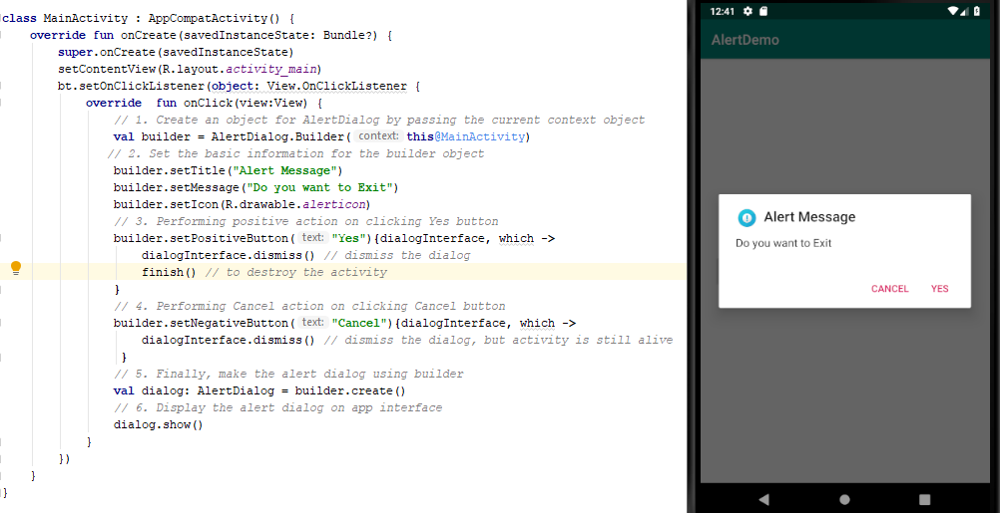 class MainActivity : AppCompatActivity() {
override fun onCreate(savedInstanceState: Bundle?) {
super.onCreate(savedInstanceState)
setContentView(R.layout.activity_main)
bt.setOnClickListener(object: View.OnClickListener {
override  fun onClick(view:View) {
// 1. Create an object for AlertDialog by passing the current context object
val builder = AlertDialog.Builder( context: this@MainActivity)
// 2. Set the basic information for the builder object
builder.setTitle("Alert Message")
builder.setMessage("Do you want to Exit")
builder.setIcon(R.drawable.alerticon)
// 3. Performing positive action on clicking Yes button
builder.setPositiveButton( text: "Yes"){dialogInterface, which ->
dialogInterface.dismiss() // dismiss the dialog
finish() // to destroy the activity
}
// 4. Performing Cancel action on clicking Cancel button
builder.setNegativeButton( text: "Cancel"){dialogInterface, which ->
dialogInterface.dismiss() // dismiss the dialog, but activity is still alive
}
// 5. Finally, make the alert dialog using builder
val dialog: AlertDialog = builder.create()
// 6. Display the alert dialog on app interface
dialog.show()
}
})
}
}
12:41
AlertDemo
Alert Message
Do you want to Exit
CANCEL YES